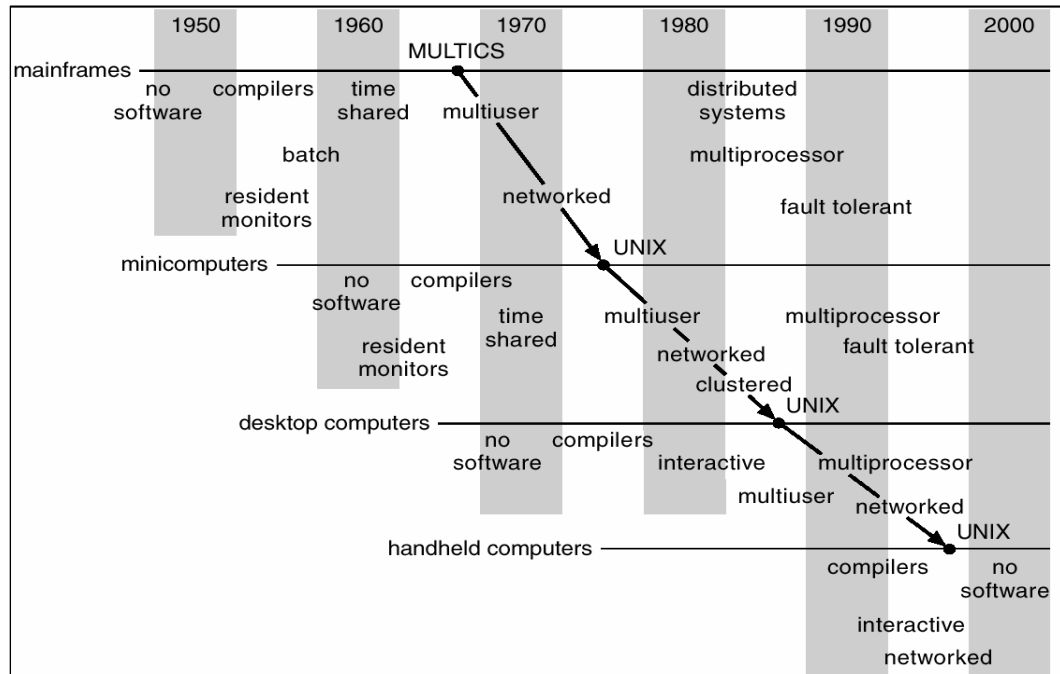 1950 1960 1970 1980 1990 2000
MULTICS
mainframes
no compilers time distributed
software shared multiuser systems
batch multiprocessor
resident networked fault tolerant
monitors
UNIX
minicomputers
no compilers
software
time multiuser multiprocessor
shared
resident networked fault tolerant
monitors
clustered
UNIX
desktop computers
no compilers
software interactive multiprocessor
multiuser networked
UNIX
handheld computers
compilers no
software
interactive
networked